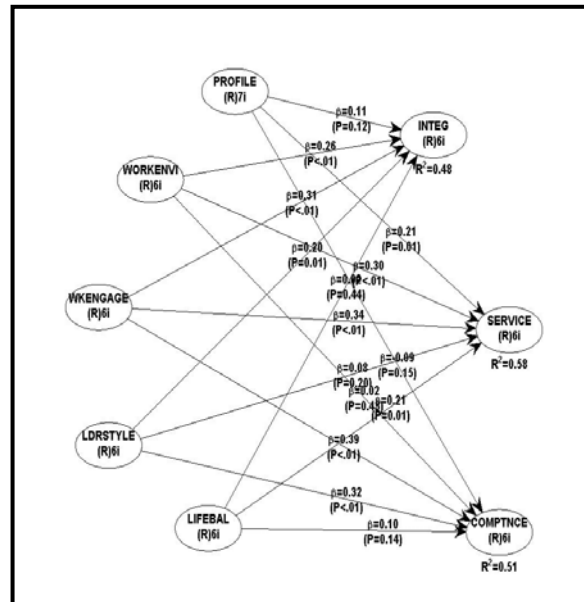 PROFILE
(R)7i
β=0.11
(P=0.12)
INTEG
(R)6i
R²=0.48
β=0.26
(P<.01)
WORKENVI
(R)6i
β=0.31
(P<.01)
β=0.21
(P=0.01)
β=0.20
(P=0.01)
β=0.30
(P<.01)
(P=0.44)
WKENGAGE
(R)6i
β=0.34
(P<.01)
SERVICE
(R)6i
R²=0.58
β=0.08
(P=0.20)
β=-0.09
(P=0.15)
β=0.02
β=0.21
(P=0.01)
LDRSTYLE
(R)6i
β=0.39
(P<.01)
β=0.32
(P<.01)
LIFEBAL
(R)6i
β=0.10
(P=0.14)
COMPTNCE
(R)6i
R²=0.51